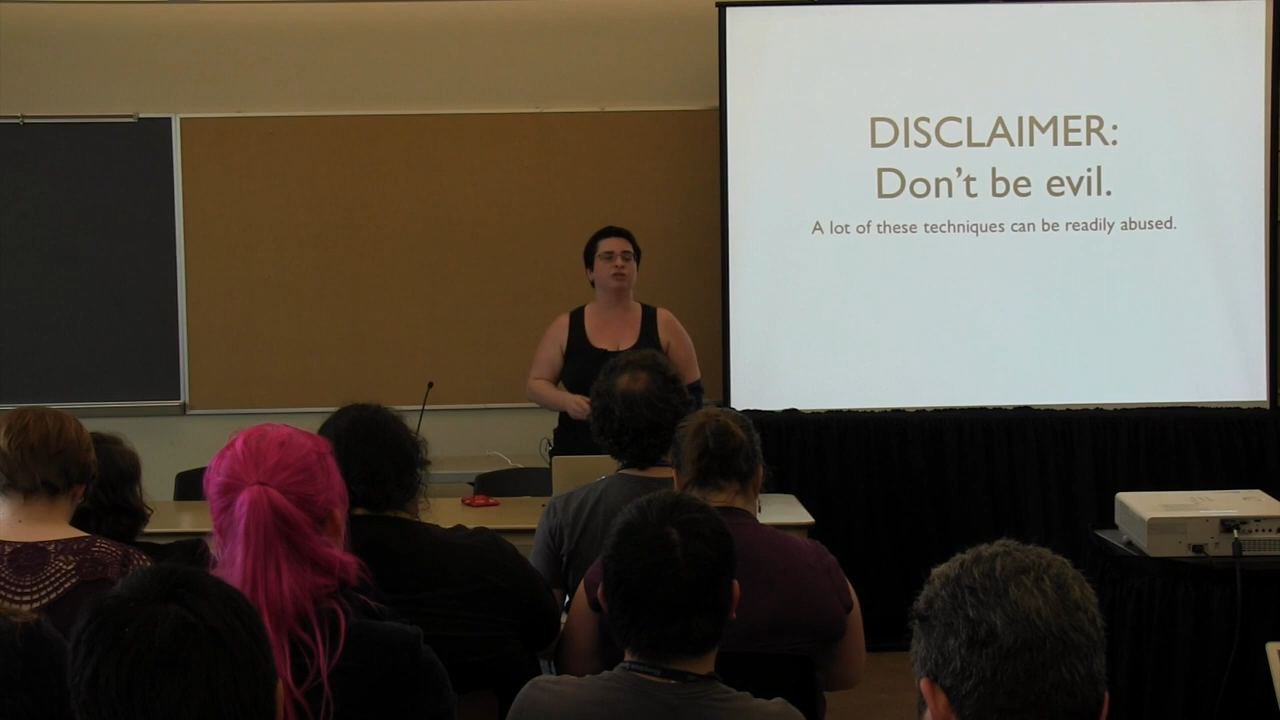 DISCLAIMER:
Don't be evil.
A lot of these techniques can be readily abused.